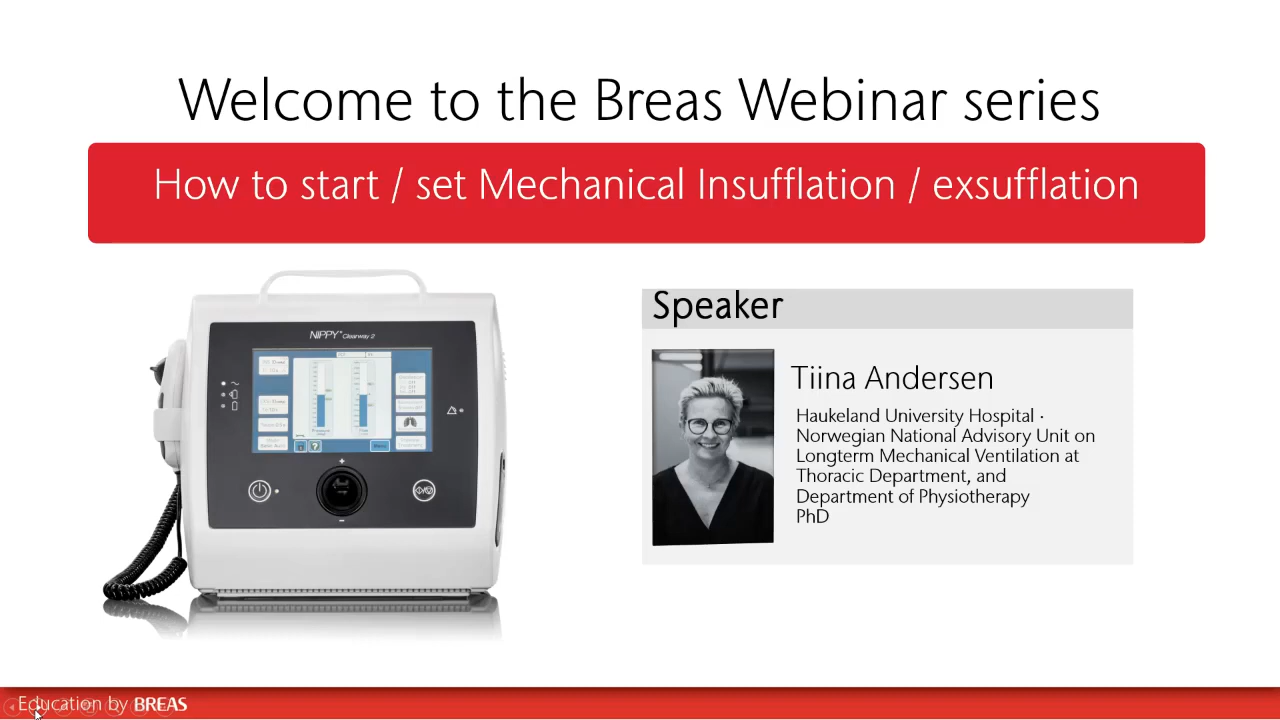 Welcome to the Breas Webinar series
How to start / set Mechanical Insufflation / exsufflation
NIPPY™ Clearway 2
Speaker
Tiina Andersen
Haukeland University Hospital ·
Norwegian National Advisory Unit on
Longterm Mechanical Ventilation at
Thoracic Department, and
Department of Physiotherapy
PhD
Education by BREAS